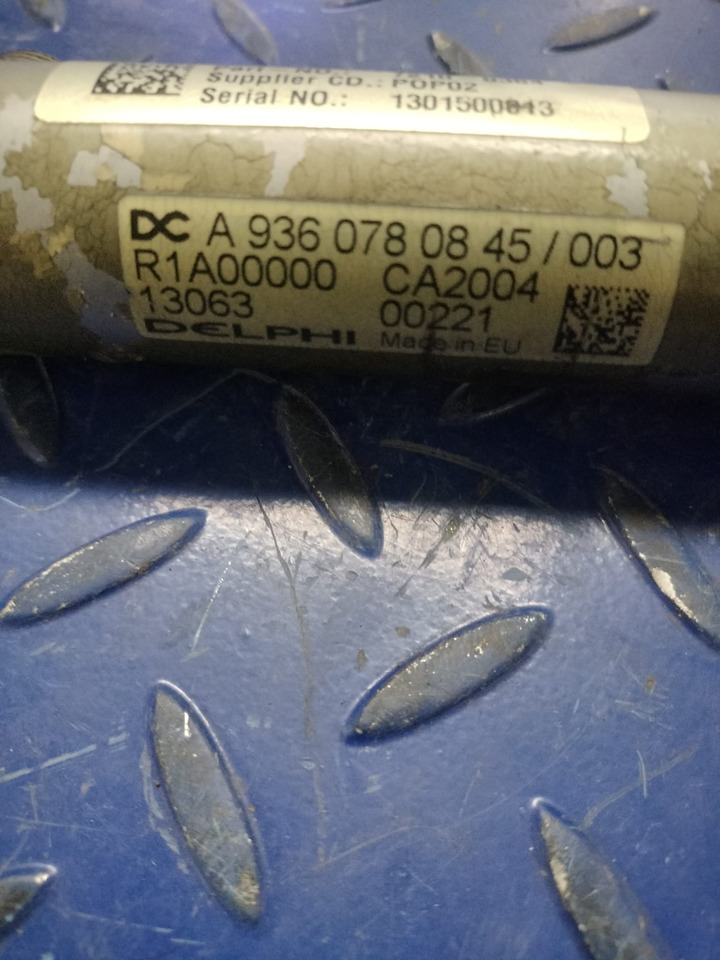 Supplier CD.: POP02
Serial NO.: 1301500813
DC A 936 078 08 45 / 003
R1A00000 CA2004
13063 00221
DELPHI Made in EU